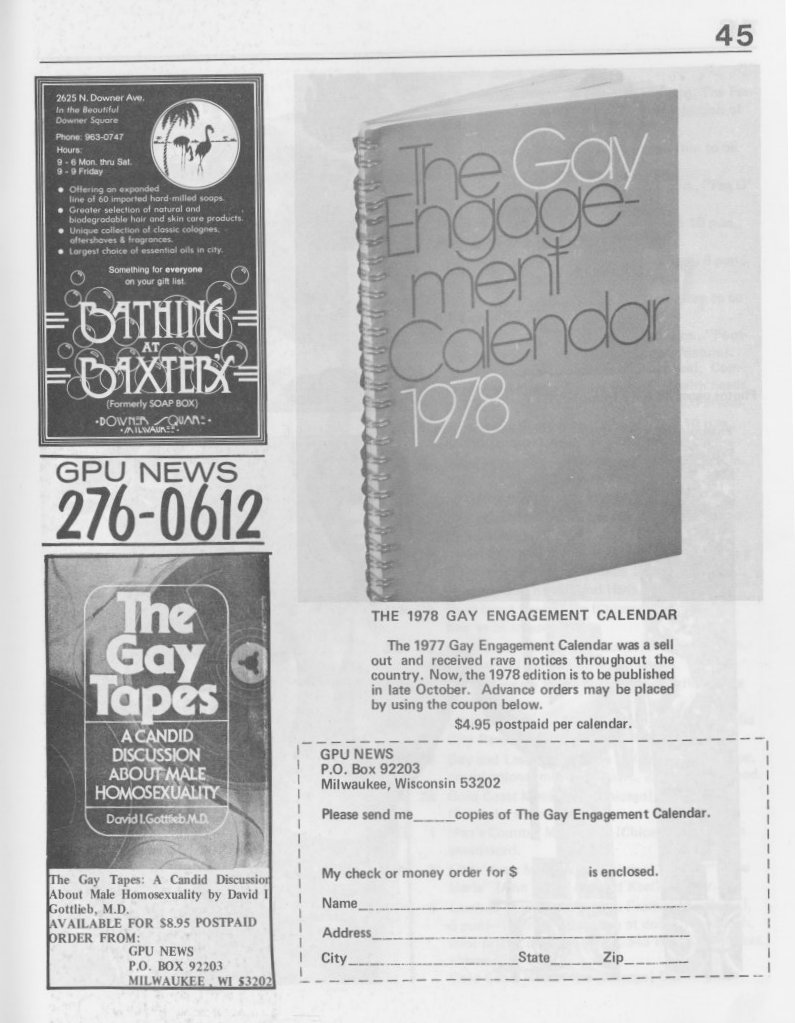 45
2625 N. Downer Ave.
In the Beautiful
Downer Square
Phone: 963-0747
Hours:
9 - 6 Mon. thru Sat.
9 - 9 Friday
● Offering an expanded
line of 60 imported hard-milled soaps.
● Greater selection of natural and
biodegradable hair and skin care products.
● Unique collection of classic colognes,
aftershaves & fragrances.
● Largest choice of essential oils in city.
Something for everyone
on your gift list.
BATHING
AT
BAXTER'S
(Formerly SOAP BOX)
•DOWNER SQUARE•
•MILWAUKEE•
GPU NEWS
276-0612
The
Gay
Tapes
A CANDID
DISCUSSION
ABOUT MALE
HOMOSEXUALITY
David I. Gottlieb, M.D.
The Gay Tapes: A Candid Discussion
About Male Homosexuality by David I
Gottlieb, M.D.
AVAILABLE FOR $8.95 POSTPAID
ORDER FROM:
GPU NEWS
P.O. BOX 92203
MILWAUKEE , WI 53202
The Gay
Engage-
ment
Calendar
1978
THE 1978 GAY ENGAGEMENT CALENDAR
The 1977 Gay Engagement Calendar was a sell
out and received rave notices throughout the
country. Now, the 1978 edition is to be published
in late October. Advance orders may be placed
by using the coupon below.
$4.95 postpaid per calendar.
GPU NEWS
P.O. Box 92203
Milwaukee, Wisconsin 53202
Please send me_____copies of The Gay Engagement Calendar.
My check or money order for $ is enclosed.
Name
Address
City State Zip